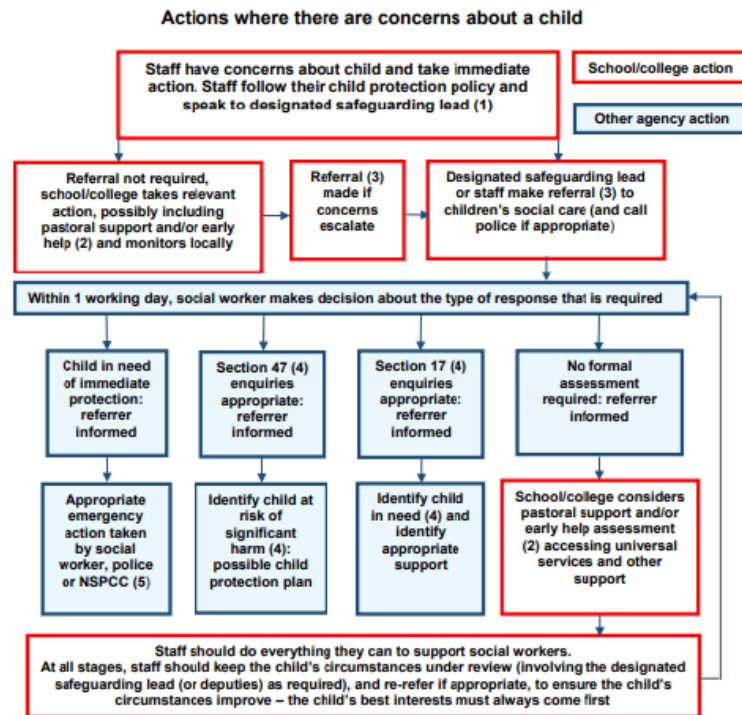 Actions where there are concerns about a child
Staff have concerns about child and take immediate
action. Staff follow their child protection policy and
speak to designated safeguarding lead (1)
School/college action
Other agency action
Referral not required,
school/college takes relevant
action, possibly including
pastoral support and/or early
help (2) and monitors locally
Referral (3)
made if
concerns
escalate
Designated safeguarding lead
or staff make referral (3) to
children's social care (and call
police if appropriate)
Within 1 working day, social worker makes decision about the type of response that is required
Child in need
of immediate
protection:
referrer
informed
Section 47 (4)
enquiries
appropriate:
referrer
informed
Section 17 (4)
enquiries
appropriate:
referrer
informed
No formal
assessment
required: referrer
informed
Appropriate
emergency
action taken
by social
worker, police
or NSPCC (5)
Identify child at
risk of
significant
harm (4):
possible child
protection plan
Identify child
in need (4) and
identify
appropriate
support
School/college considers
pastoral support and/or
early help assessment
(2) accessing universal
services and other
support
Staff should do everything they can to support social workers.
At all stages, staff should keep the child's circumstances under review (involving the designated
safeguarding lead (or deputies) as required), and re-refer if appropriate, to ensure the child's
circumstances improve – the child's best interests must always come first